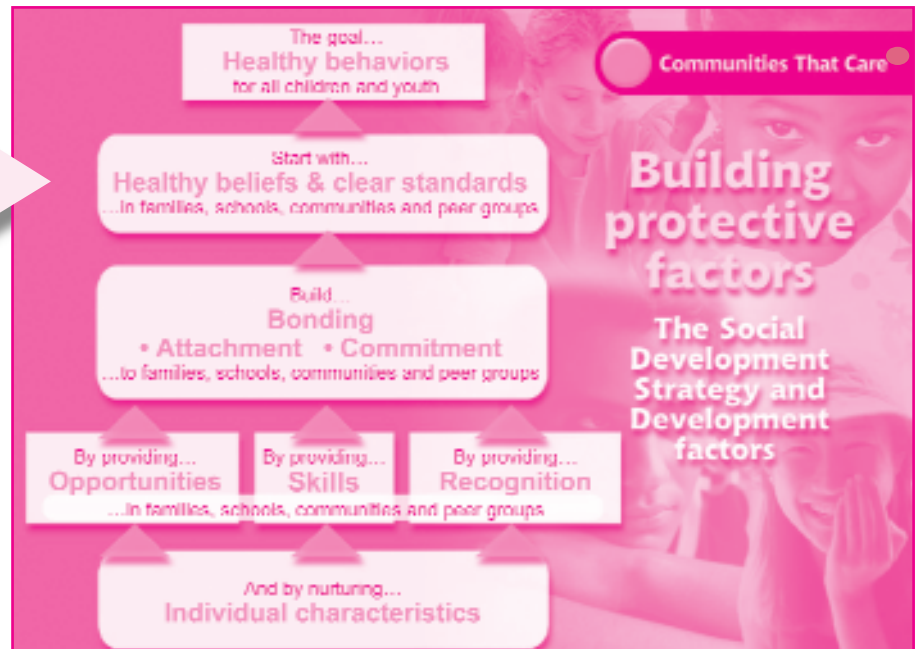 The goal...
Healthy behaviors
for all children and youth
Start with...
Healthy beliefs & clear standards
...in families, schools, communities and peer groups
Build...
Bonding
• Attachment • Commitment
...to families, schools, communities and peer groups
By providing...
Opportunities
By providing...
Skills
By providing...
Recognition
...in families, schools, communities and peer groups
And by nurturing...
Individual characteristics
Communities That Care
Building
protective
factors
The Social
Development
Strategy and
Development
factors